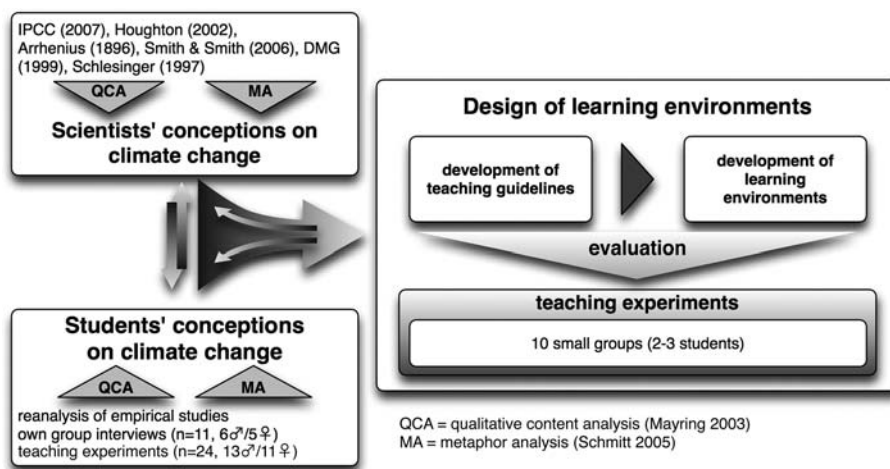 IPCC (2007), Houghton (2002),
Arrhenius (1896), Smith & Smith (2006), DMG
(1999), Schlesinger (1997)
QCA MA
Scientists' conceptions on
climate change
Students' conceptions
on climate change
QCA MA
reanalysis of empirical studies
own group interviews (n=11, 6♂/5♀)
teaching experiments (n=24, 13♂/11♀)
Design of learning environments
development of
teaching guidelines
development of
learning
environments
evaluation
teaching experiments
10 small groups (2-3 students)
QCA = qualitative content analysis (Mayring 2003)
MA = metaphor analysis (Schmitt 2005)